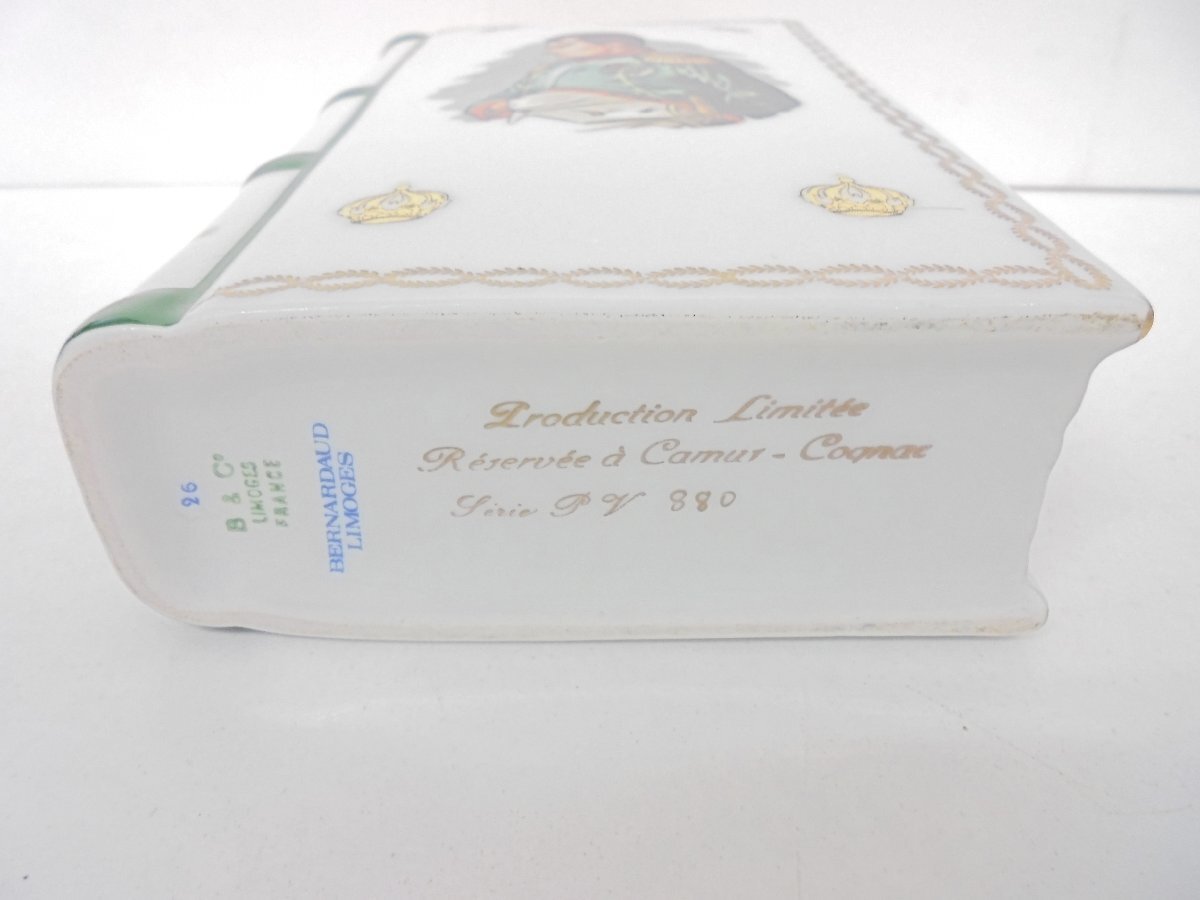 Production Limitée
Réservée à Camus - Cognac
Série PV 880
BERNARDAUD
LIMOGES
B & Cº
LIMOGES
FRANCE
26